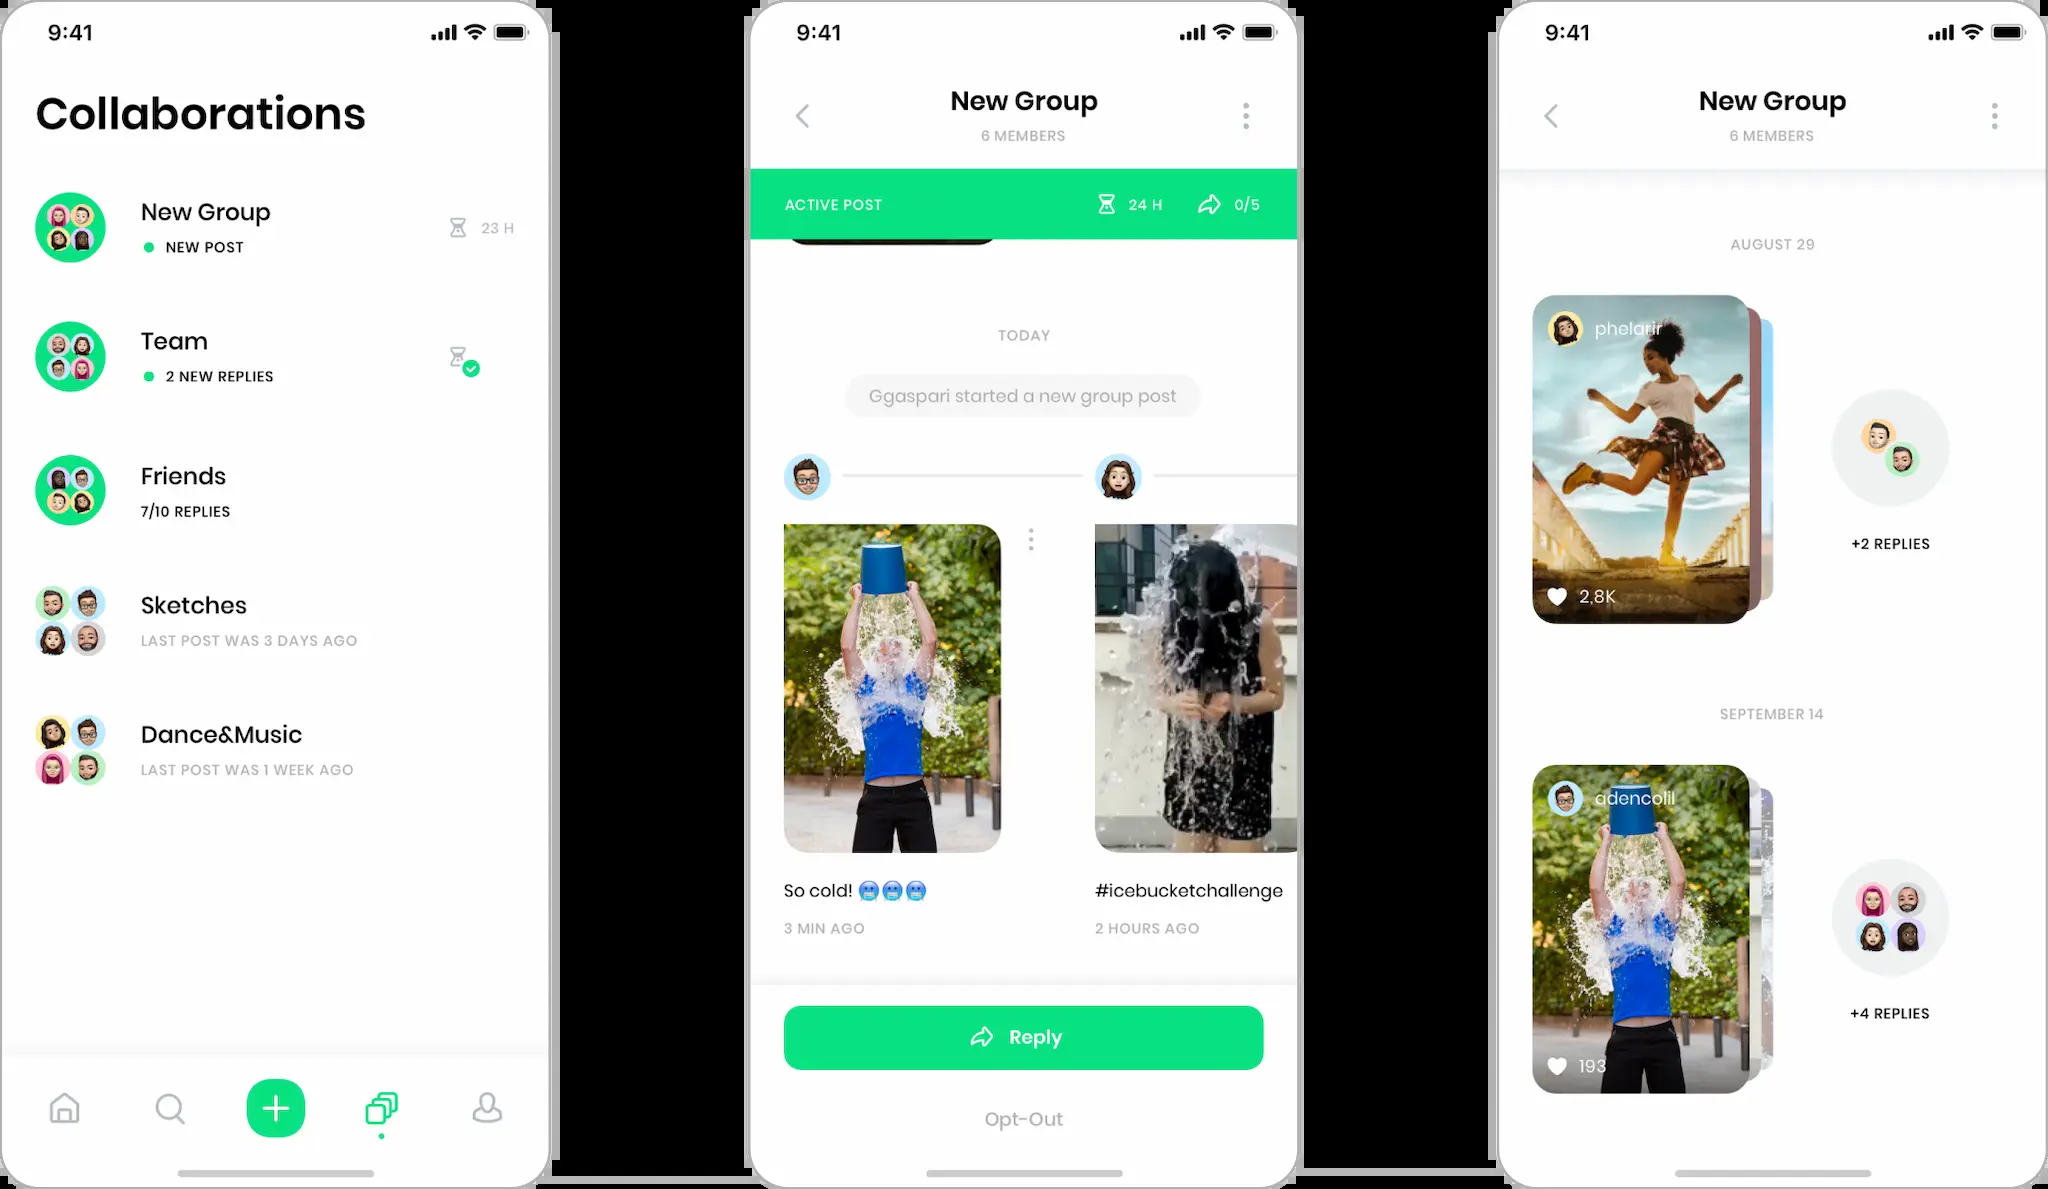 9:41
Collaborations
New Group
NEW POST
23 H
Team
2 NEW REPLIES
Friends
7/10 REPLIES
Sketches
LAST POST WAS 3 DAYS AGO
Dance&Music
LAST POST WAS 1 WEEK AGO
9:41
New Group
6 MEMBERS
ACTIVE POST
24 H
0/5
TODAY
Ggaspari started a new group post
So cold! 🥶🥶🥶
3 MIN AGO
#icebucketchallenge
2 HOURS AGO
Reply
Opt-Out
9:41
New Group
6 MEMBERS
AUGUST 29
phelarir
2,8K
+2 REPLIES
SEPTEMBER 14
adencolil
193
+4 REPLIES